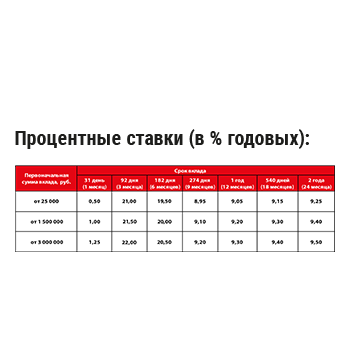 Процентные ставки (в % годовых):
Первоначальная сумма вклада, руб. Срок вклада
31 день (1 месяц) 92 дня (3 месяца) 182 дня (6 месяцев) 274 дня (9 месяцев) 1 год (12 месяцев) 540 дней (18 месяцев) 2 года (24 месяца)
от 25 000 0,50 21,00 19,50 8,95 9,05 9,15 9,25
от 1 500 000 1,00 21,50 20,00 9,10 9,20 9,30 9,40
от 3 000 000 1,25 22,00 20,50 9,20 9,30 9,40 9,50